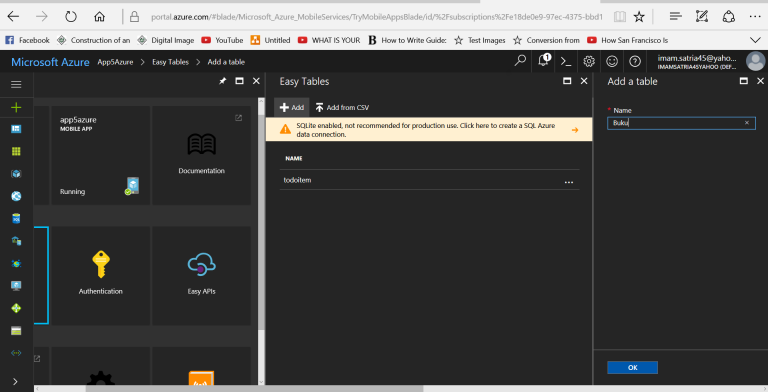 portal.azure.com/#blade/Microsoft_Azure_MobileServices/TryMobileAppsBlade/id/%2Fsubscriptions%2Fe18de0e9-97ec-4375-bbd1
Facebook Construction of an Digital Image YouTube Untitled WHAT IS YOUR How to Write Guide: Test Images Conversion from How San Francisco Is
Microsoft Azure App5Azure > Easy Tables > Add a table
1
imam.satria45@yaho...
IMAMSATRIA45YAHOO (DEF...
app5azure
MOBILE APP
Running
Documentation
Authentication
Easy APIs
Easy Tables
Add Add from CSV
SQLite enabled, not recommended for production use. Click here to create a SQL Azure
data connection.
NAME
todoitem
Add a table
* Name
Buku
OK